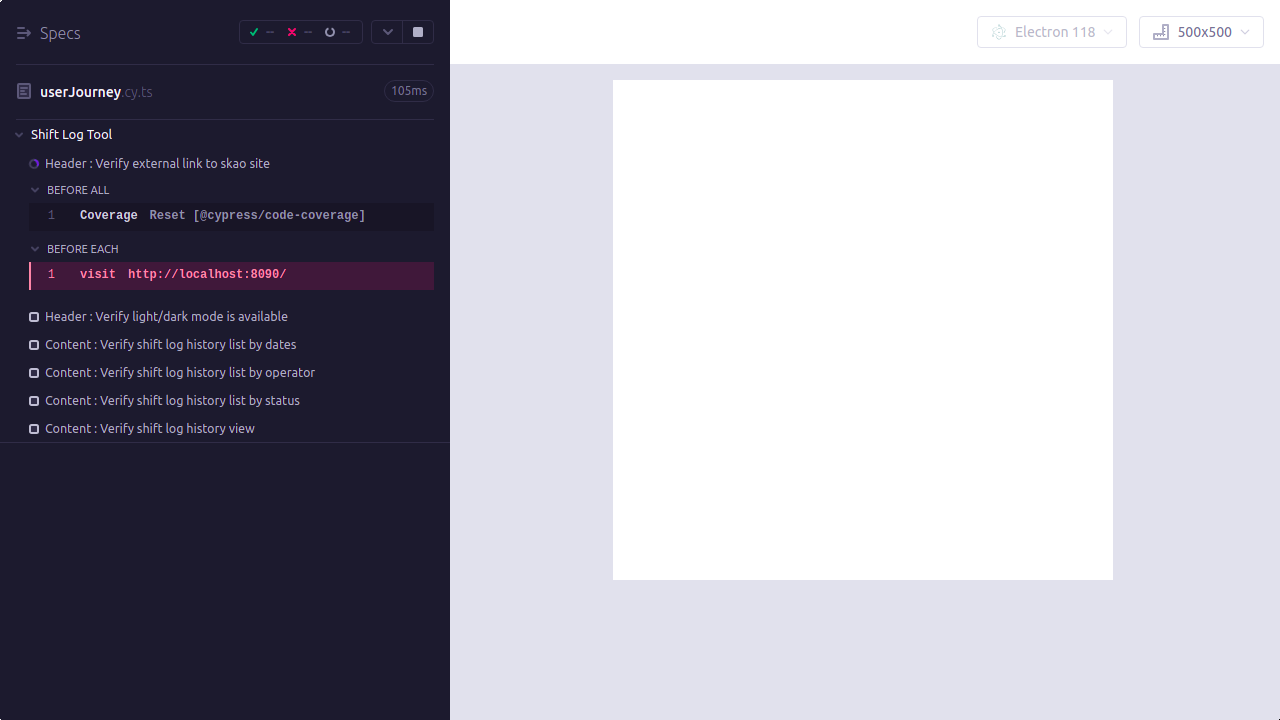 Specs
--
--
--
userJourney.cy.ts
105ms
Shift Log Tool
Header : Verify external link to skao site
BEFORE ALL
1 Coverage Reset [@cypress/code-coverage]
BEFORE EACH
1 visit http://localhost:8090/
Header : Verify light/dark mode is available
Content : Verify shift log history list by dates
Content : Verify shift log history list by operator
Content : Verify shift log history list by status
Content : Verify shift log history view
Electron 118
500x500